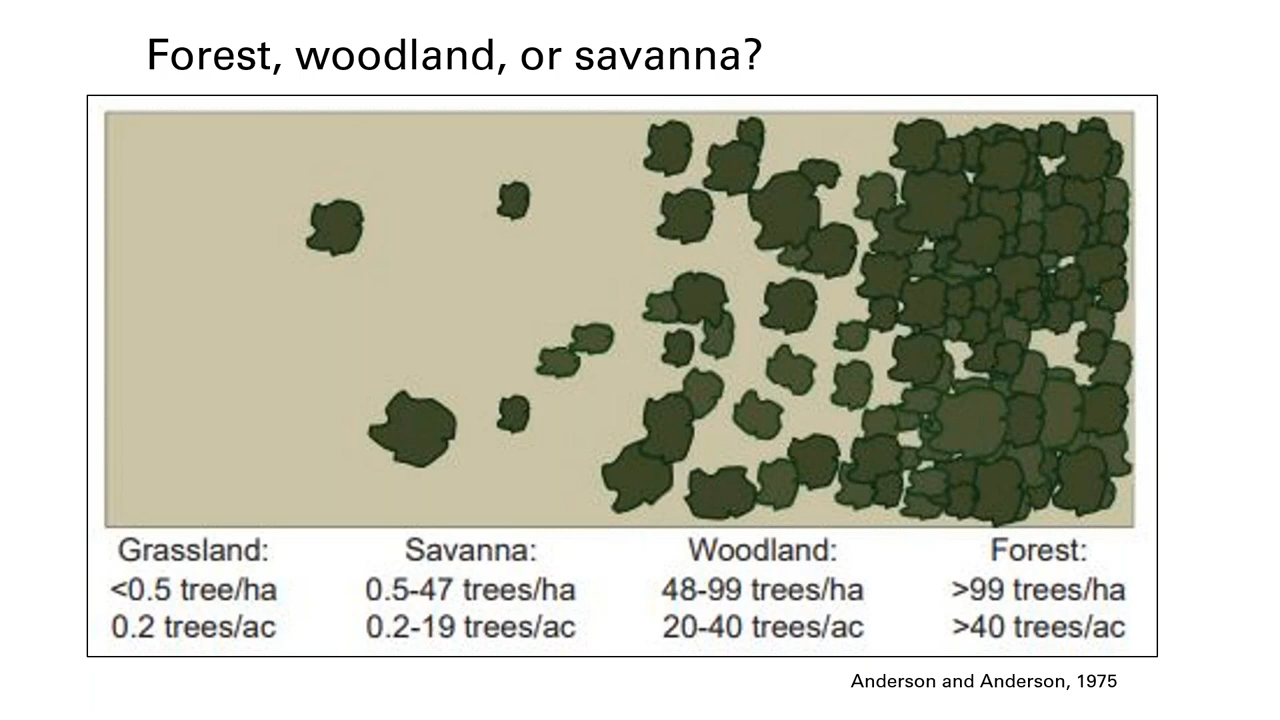 Forest, woodland, or savanna?
Grassland: Savanna: Woodland: Forest:
<0.5 tree/ha 0.5-47 trees/ha 48-99 trees/ha >99 trees/ha
0.2 trees/ac 0.2-19 trees/ac 20-40 trees/ac >40 trees/ac
Anderson and Anderson, 1975